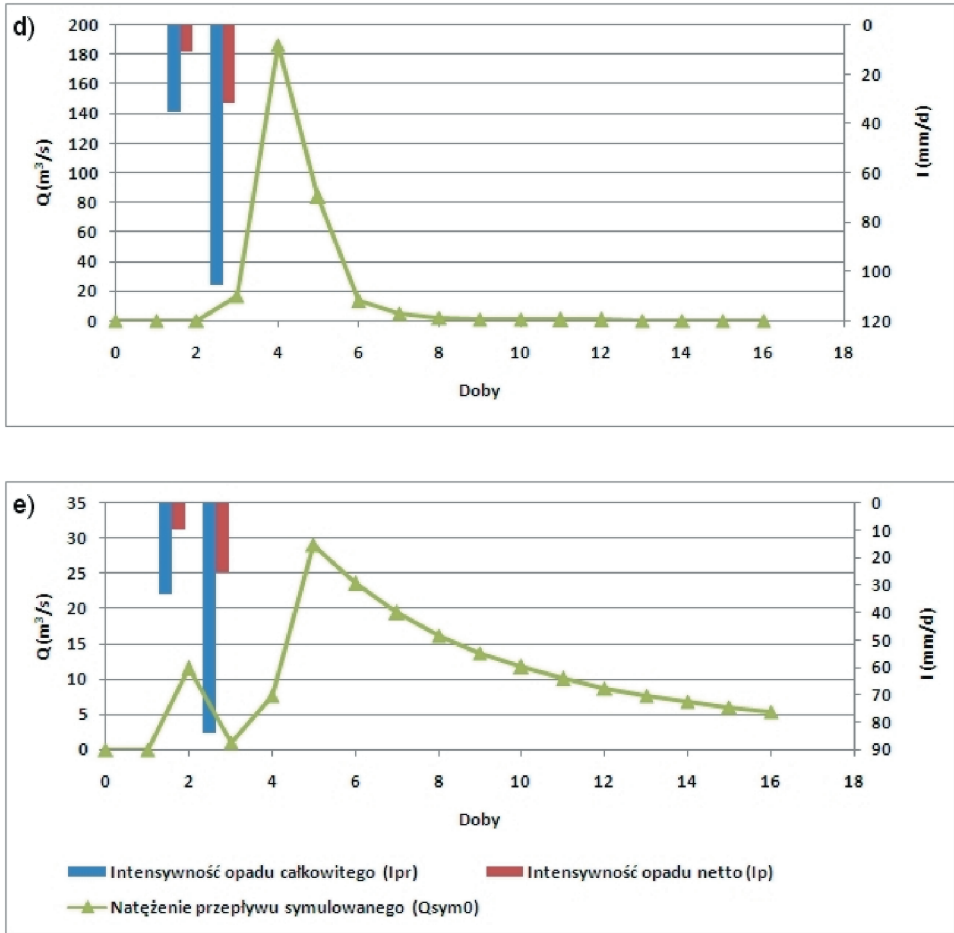 d)
200
180
160
140
120
100
80
60
40
20
0
Q (m³/s)
0
20
40
60
80
100
120
I (mm/d)
0 2 4 6 8 10 12 14 16 18
Doby
e)
35
30
25
20
15
10
5
0
Q (m³/s)
0
10
20
30
40
50
60
70
80
90
I (mm/d)
0 2 4 6 8 10 12 14 16 18
Doby
Intensywność opadu całkowitego (Ipr)
Intensywność opadu netto (Ip)
Natężenie przepływu symulowanego (Qsym0)